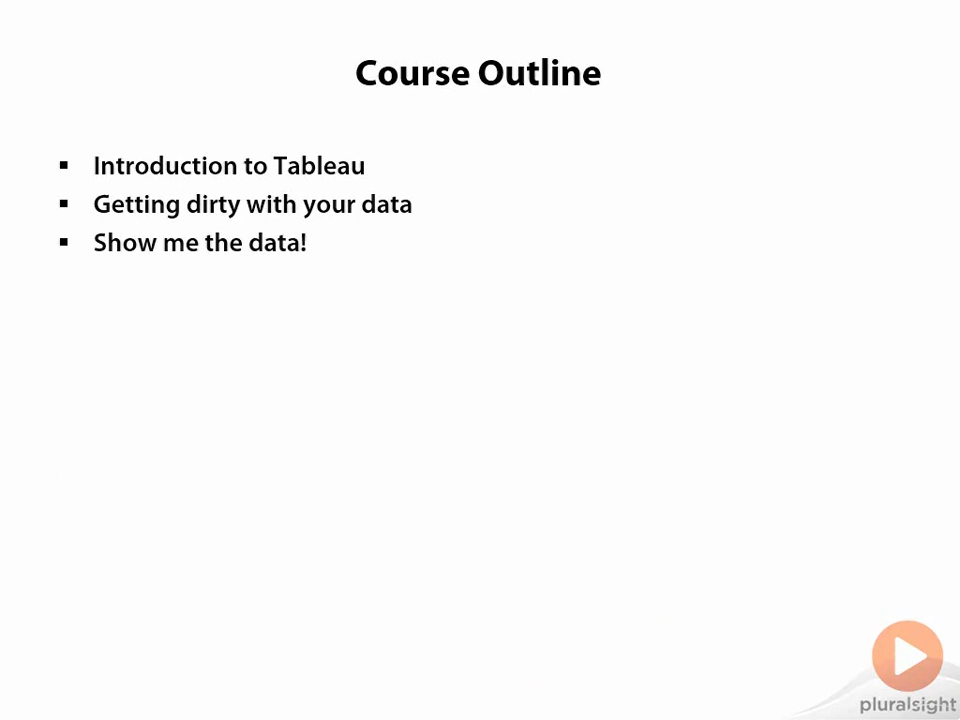 Course Outline
▪ Introduction to Tableau
▪ Getting dirty with your data
▪ Show me the data!
pluralsight